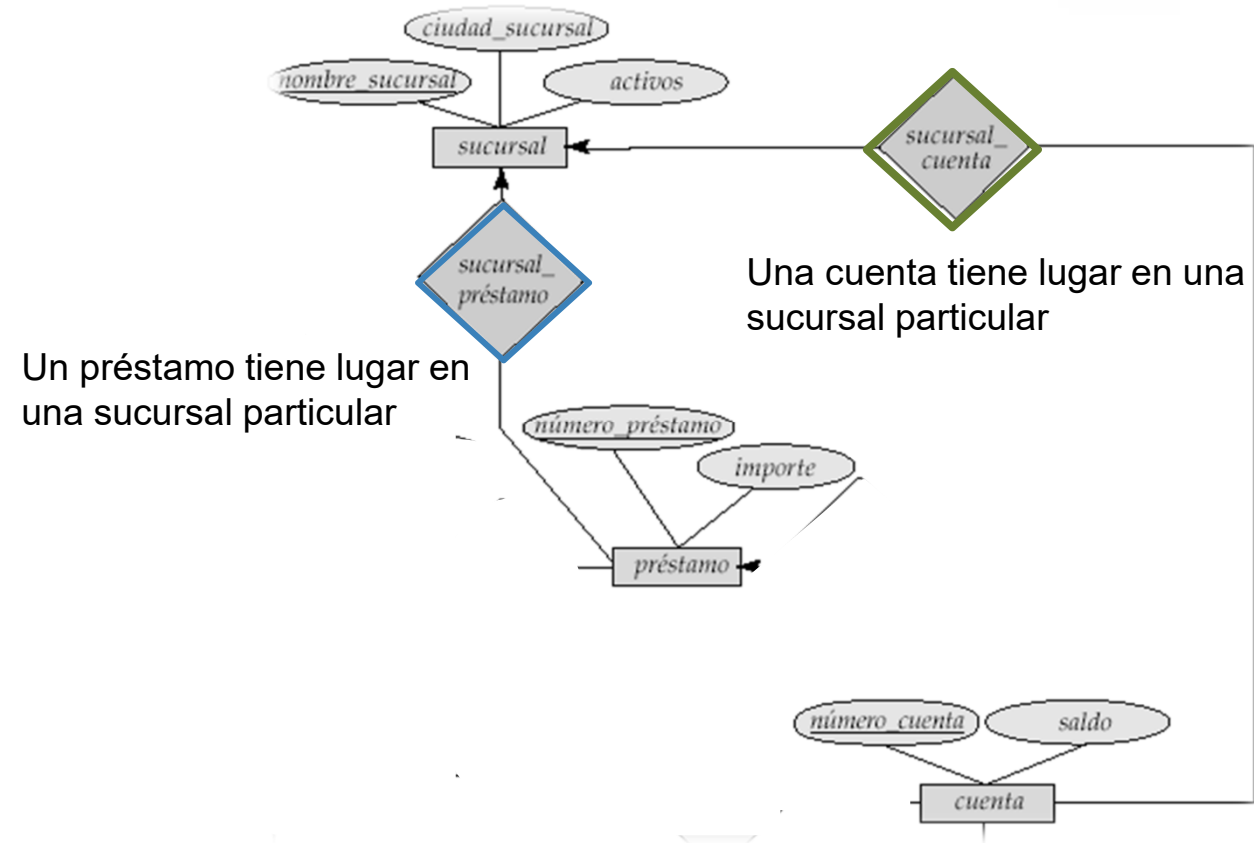 ciudad_sucursal
nombre_sucursal
activos
sucursal
sucursal_
cuenta
sucursal_
préstamo
Una cuenta tiene lugar en una
sucursal particular
Un préstamo tiene lugar en
una sucursal particular
número_préstamo
importe
préstamo
número_cuenta
saldo
cuenta